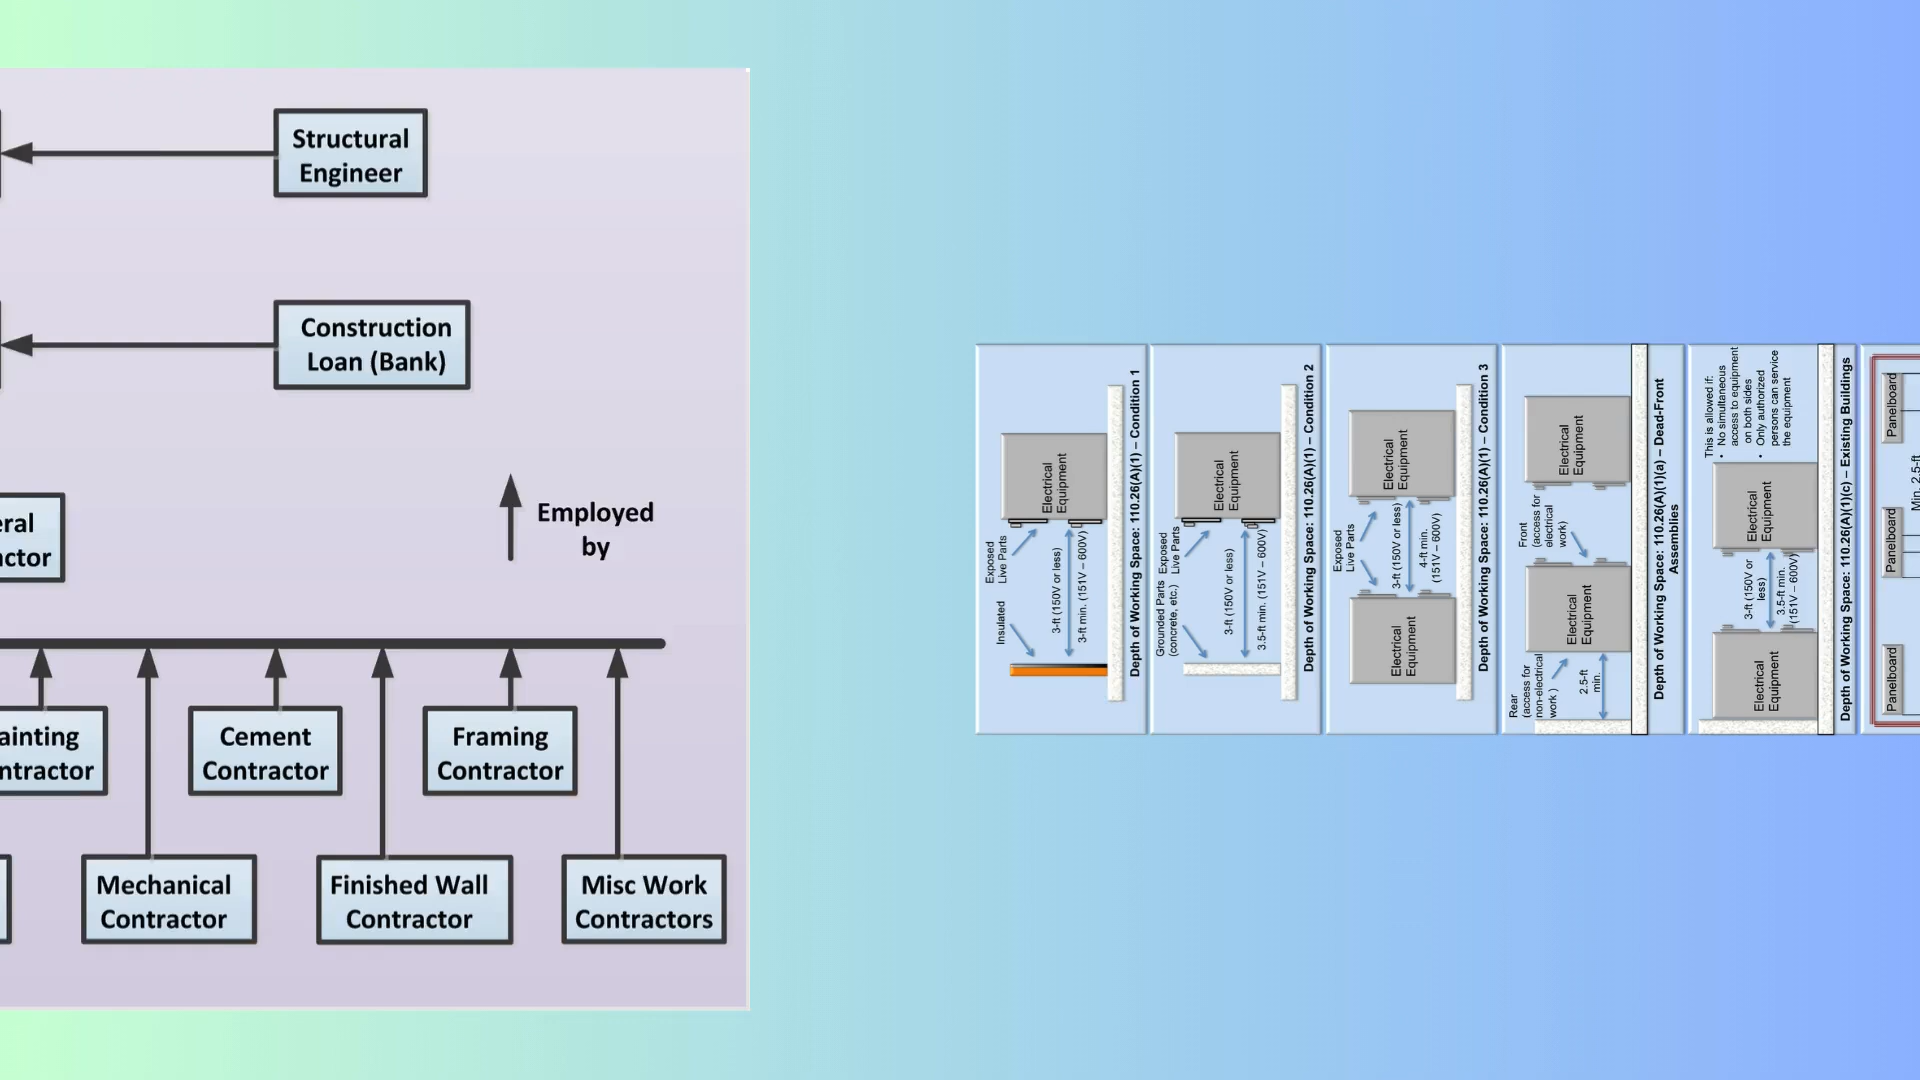 Structural
Engineer
Construction
Loan (Bank)
Employed
by
Cement
Contractor
Framing
Contractor
Mechanical
Contractor
Finished Wall
Contractor
Misc Work
Contractors
Insulated
Exposed
Live Parts
3-ft (150V or less)
3-ft min. (151V – 600V)
Electrical
Equipment
Depth of Working Space: 110.26(A)(1) – Condition 1
Grounded Parts
(concrete, etc.)
Exposed
Live Parts
3-ft (150V or less)
3.5-ft min. (151V – 600V)
Electrical
Equipment
Depth of Working Space: 110.26(A)(1) – Condition 2
Exposed
Live Parts
3-ft (150V or less)
4-ft min.
(151V – 600V)
Electrical
Equipment
Electrical
Equipment
Depth of Working Space: 110.26(A)(1) – Condition 3
Rear
(access for
non-electrical
work )
2.5-ft
min.
Front
(access for
electrical
work)
Electrical
Equipment
Electrical
Equipment
Depth of Working Space: 110.26(A)(1)(a) – Dead-Front
Assemblies
This is allowed if:
• No simultaneous
access to equipment
on both sides
• Only authorized
persons can service
the equipment
3-ft (150V or
less)
3.5-ft min.
(151V – 600V)
Electrical
Equipment
Electrical
Equipment
Depth of Working Space: 110.26(A)(1)(c) – Existing Buildings
Panelboard
Panelboard
Panelboard
Min. 2.5-ft